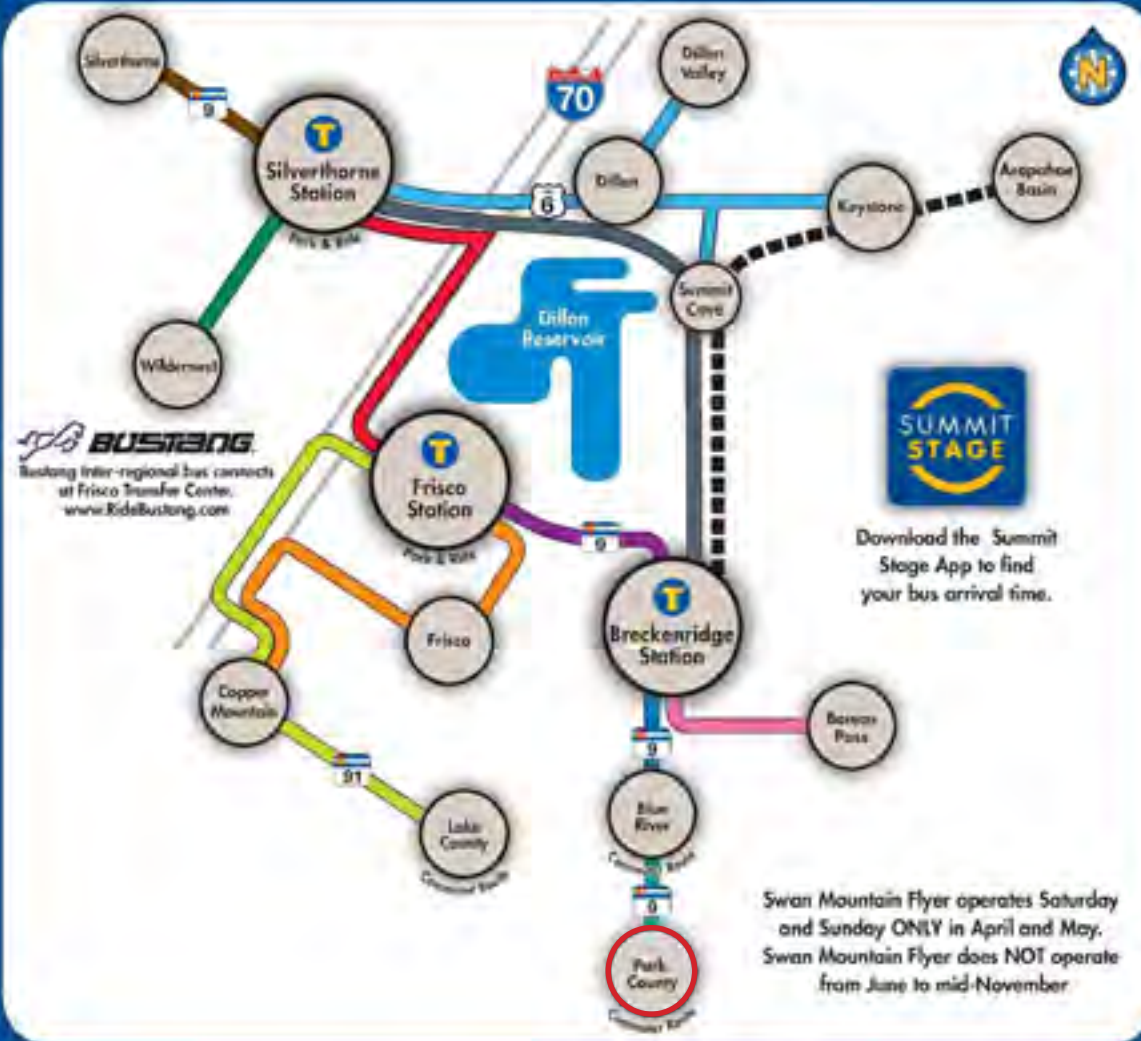 Silverthorne
9
T
Silverthorne
Station
Park & Ride
70
Dillon
Valley
N
6
Dillon
Keystone
Arapahoe
Basin
Summit
Cove
Dillon
Reservoir
Wildernest
BUSTANG
Bustang inter-regional bus connects
at Frisco Transfer Center.
www.RideBustang.com
T
Frisco
Station
Park & Ride
SUMMIT
STAGE
Download the Summit
Stage App to find
your bus arrival time.
9
T
Breckenridge
Station
Frisco
Copper
Mountain
91
Lake
County
Commuter Route
9
Boreas
Pass
Blue
River
Commuter Route
9
Park
County
Commuter Route
Swan Mountain Flyer operates Saturday
and Sunday ONLY in April and May.
Swan Mountain Flyer does NOT operate
from June to mid-November